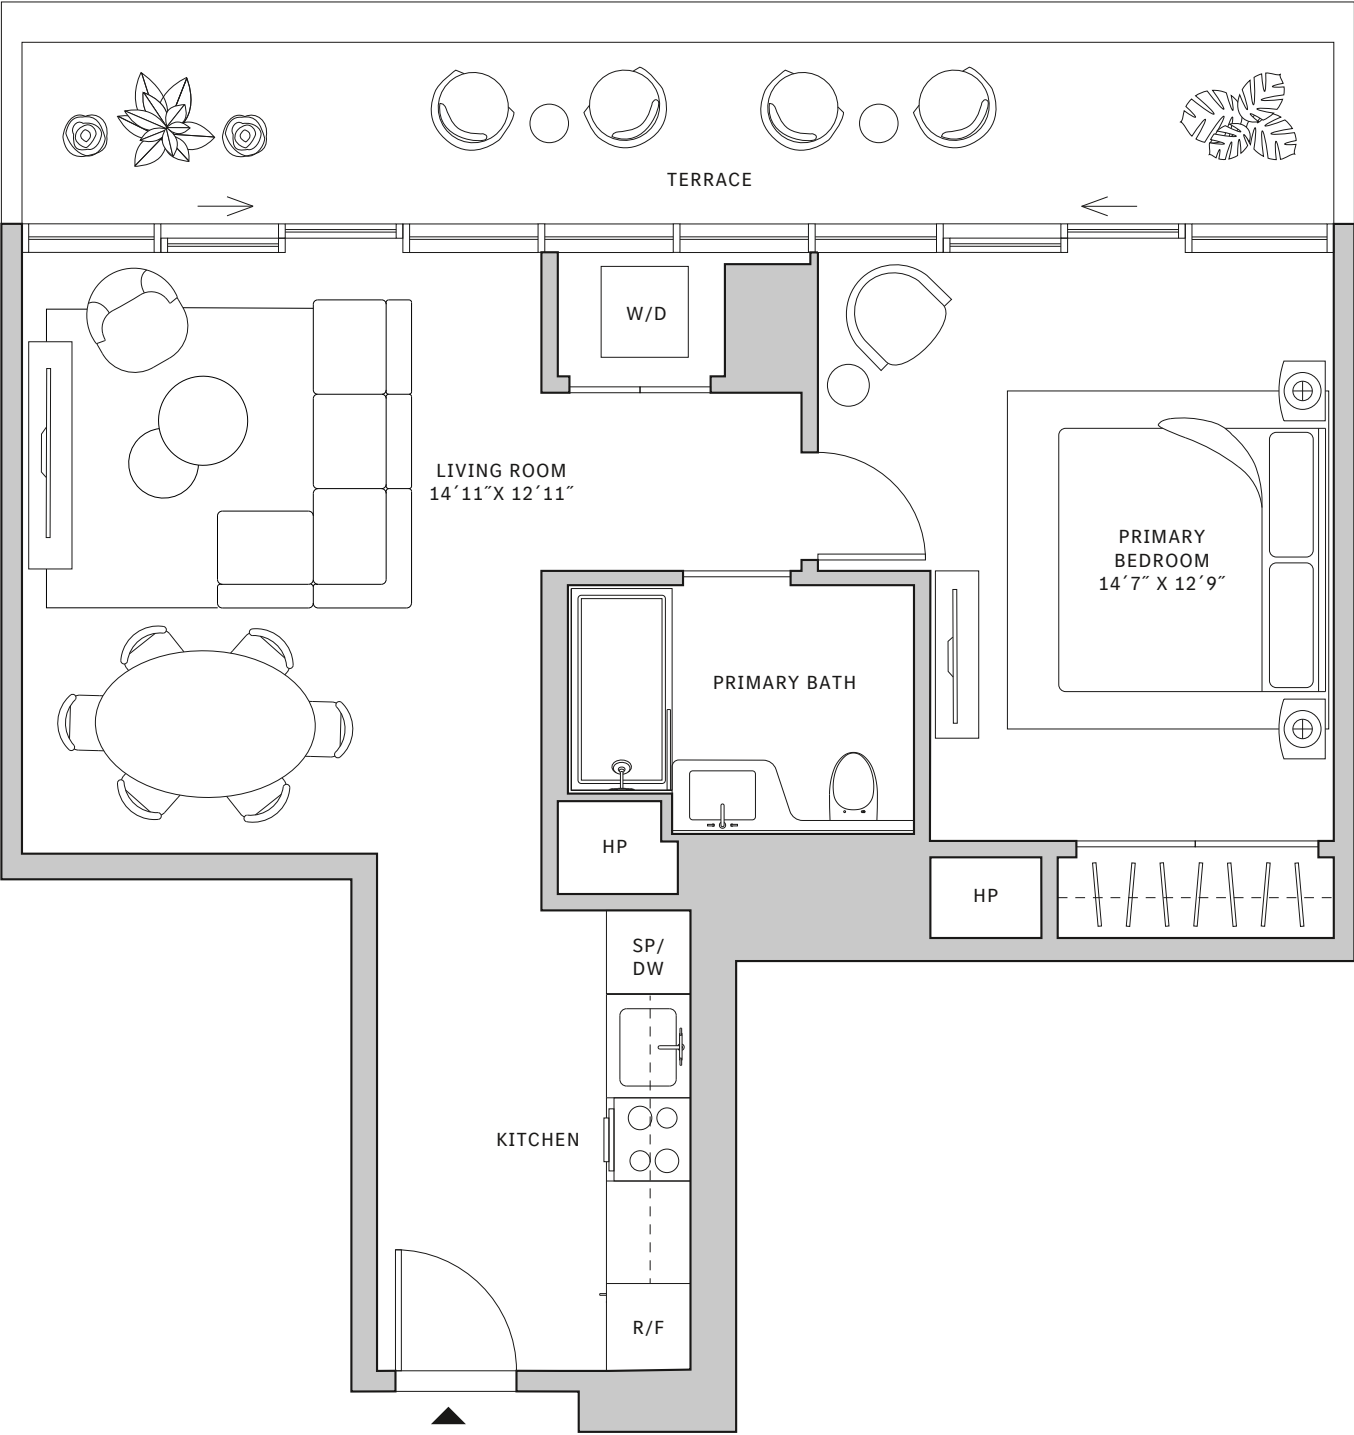 TERRACE
W/D
LIVING ROOM
14´11˝X 12´11˝
PRIMARY
BEDROOM
14´7˝ X 12´9˝
PRIMARY BATH
HP
HP
SP/
DW
KITCHEN
R/F